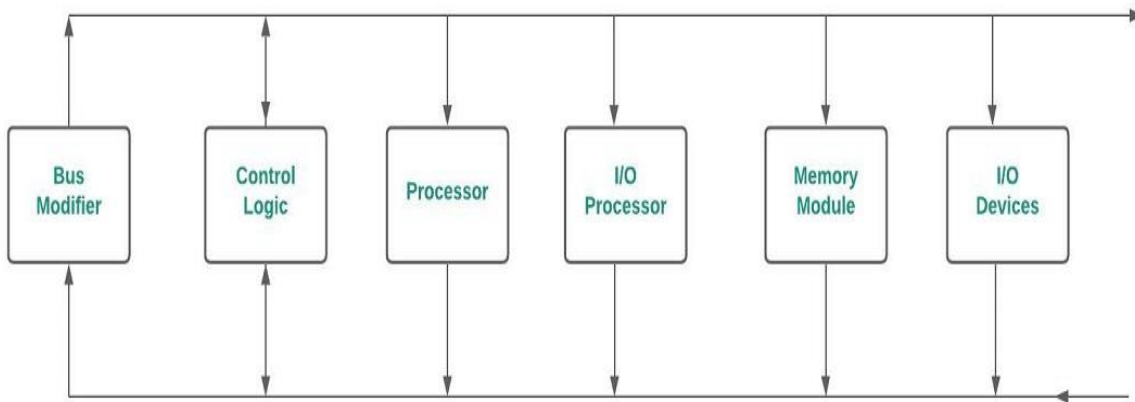 Bus
Modifier
Control
Logic
Processor
I/O
Processor
Memory
Module
I/O
Devices